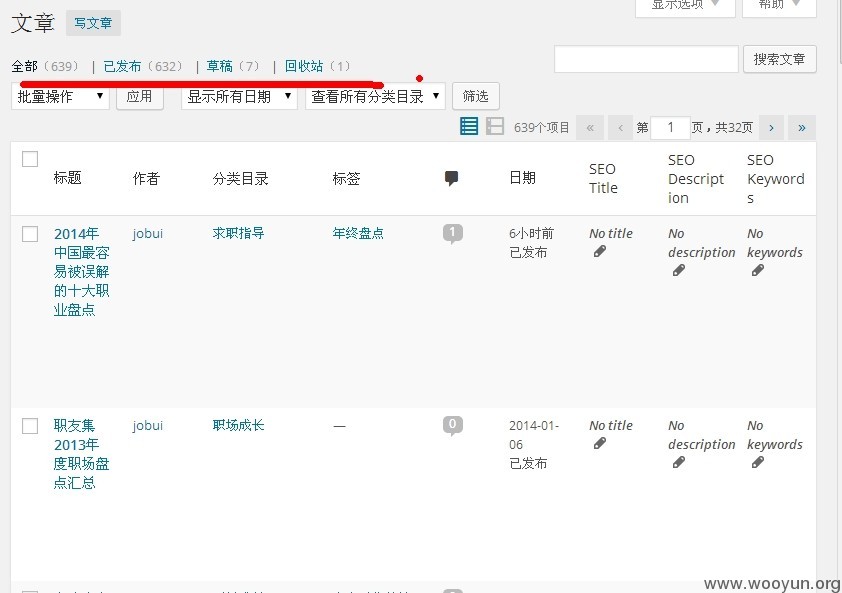 显示选项 帮助
文章 写文章
全部（639） | 已发布（632） | 草稿（7） | 回收站（1）
搜索文章
批量操作 应用 显示所有日期 查看所有分类目录 筛选
639个项目 « ‹ 第 1 页，共32页 › »
标题 作者 分类目录 标签 日期 SEO Title SEO Descript ion SEO Keyword s
2014年 jobui 求职指导 年终盘点 1 6小时前 No title No No
中国最容 已发布 description keywords
易被误解
的十大职
业盘点
职友集 jobui 职场成长 — 0 2014-01- No title No No
2013年 06 description keywords
度职场盘 已发布
点汇总
www.wooyun.org